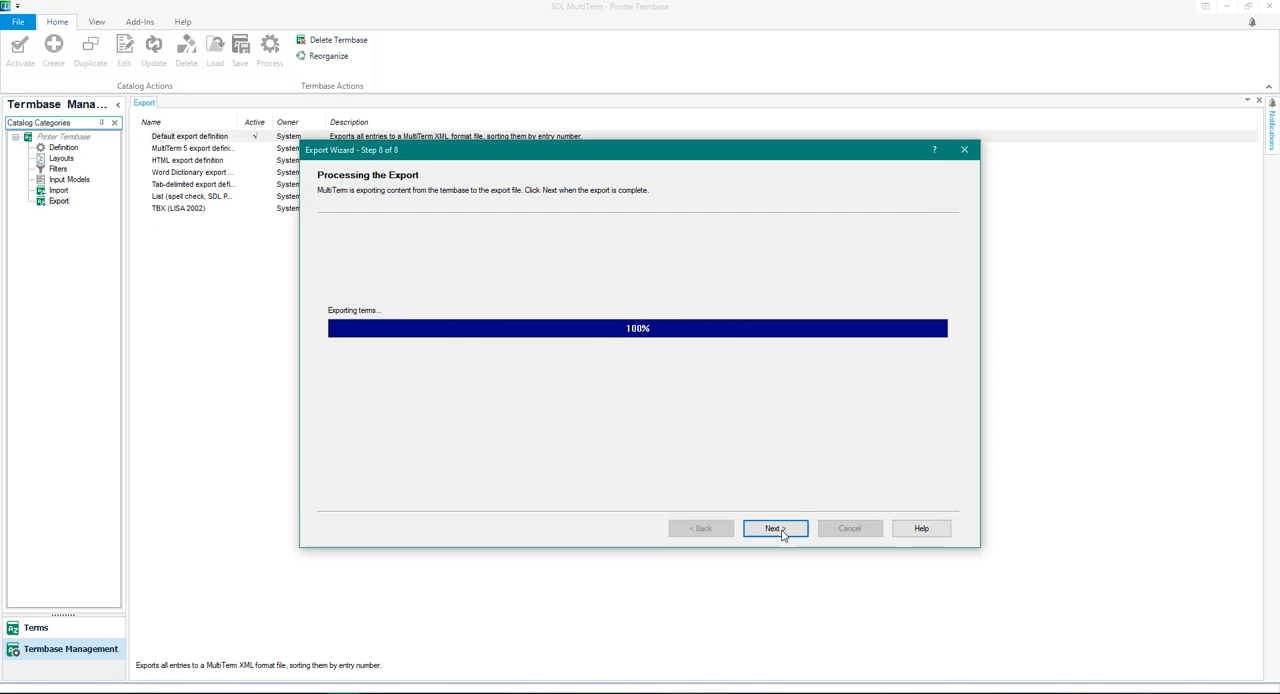 SDL MultiTerm - Printer Termbase
File Home View Add-Ins Help
Activate Create Duplicate Edit Update Delete Load Save Process
Delete Termbase
Reorganize
Catalog Actions
Termbase Actions
Termbase Mana...
Export
Catalog Categories
Printer Termbase
Definition
Layouts
Filters
Input Models
Import
Export
Name Active Owner Description
Default export definition √ System Exports all entries to a MultiTerm XML format file, sorting them by entry number.
MultiTerm 5 export defini... System
HTML export definition System
Word Dictionary export ... System
Tab-delimited export defi... System
List (spell check, SDL P... System
TBX (LISA 2002) System
Export Wizard - Step 8 of 8
?
Processing the Export
MultiTerm is exporting content from the termbase to the export file. Click Next when the export is complete.
Exporting terms...
100%
< Back Next > Cancel Help
Terms
Termbase Management
Exports all entries to a MultiTerm XML format file, sorting them by entry number.
Notifications